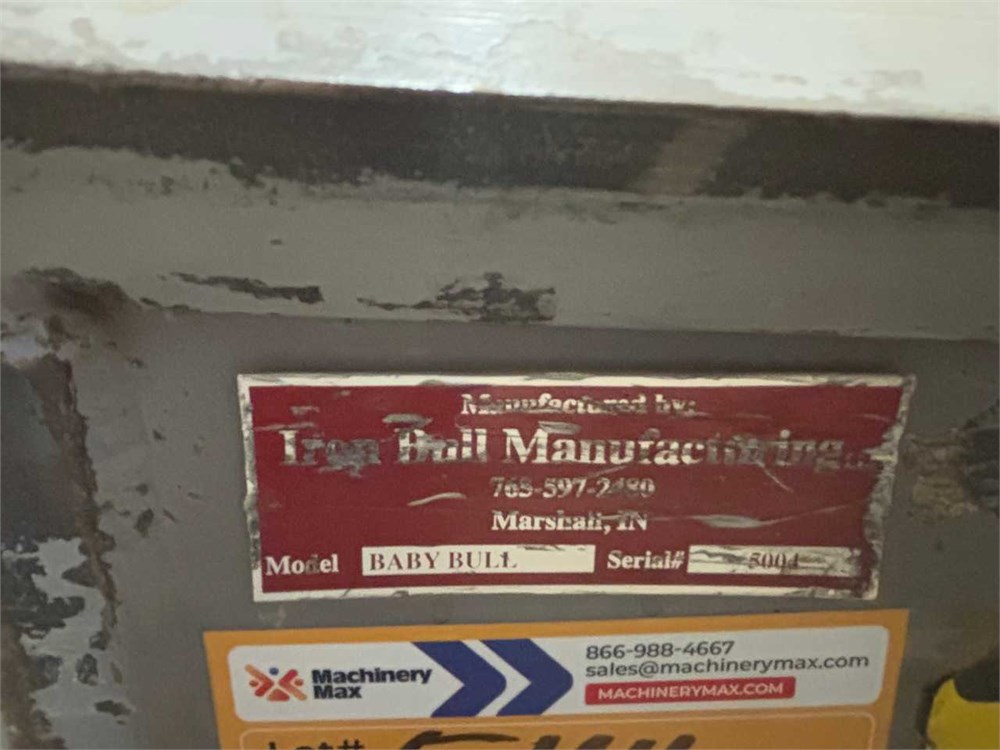 Manufactured by:
Iron Bull Manufacturing
765-597-2480
Marshall, IN
Model BABY BULL Serial# 5004
Machinery
Max
866-988-4667
sales@machinerymax.com
MACHINERYMAX.COM
Lot#